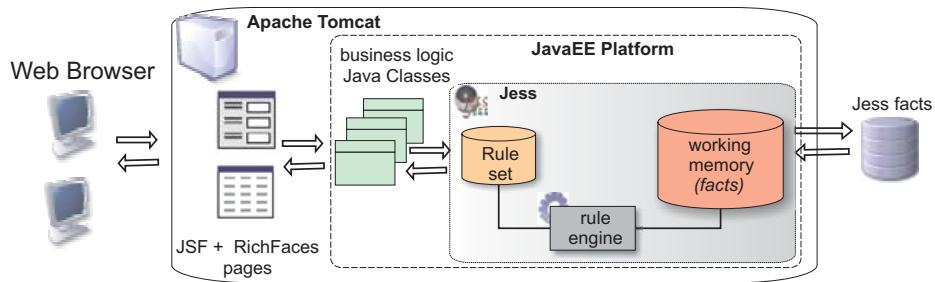 Apache Tomcat
JavaEE Platform
business logic
Java Classes
Web Browser
Jess
Jess facts
Rule
set
working
memory
(facts)
rule
engine
JSF + RichFaces
pages